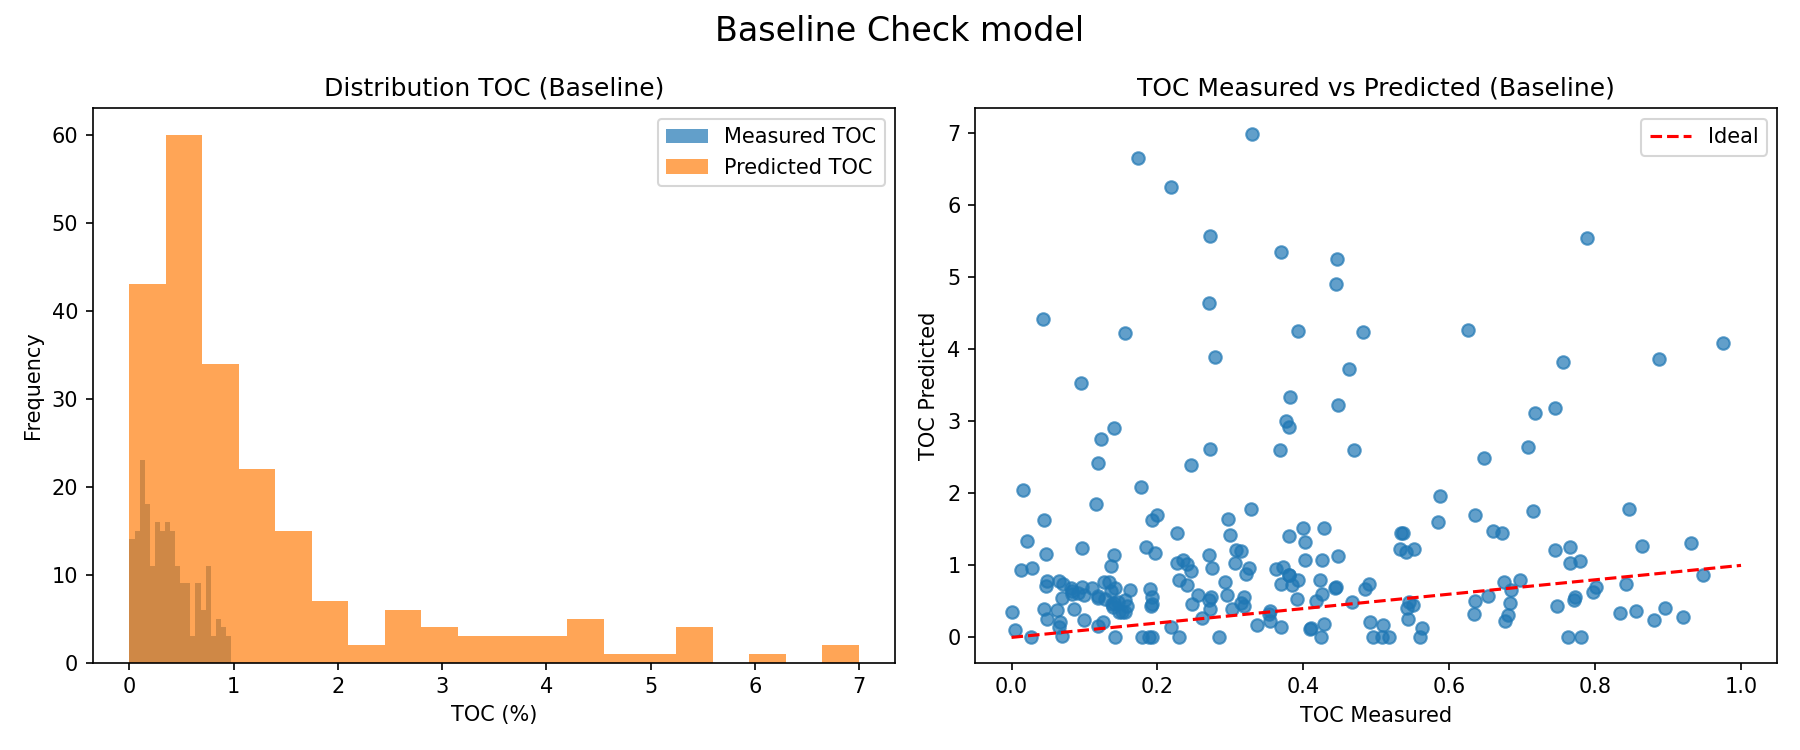 Baseline Check model
Distribution TOC (Baseline)
Measured TOC
Predicted TOC
Frequency
60
50
40
30
20
10
0
0 1 2 3 4 5 6 7
TOC (%)
TOC Measured vs Predicted (Baseline)
Ideal
TOC Predicted
7
6
5
4
3
2
1
0
0.0 0.2 0.4 0.6 0.8 1.0
TOC Measured